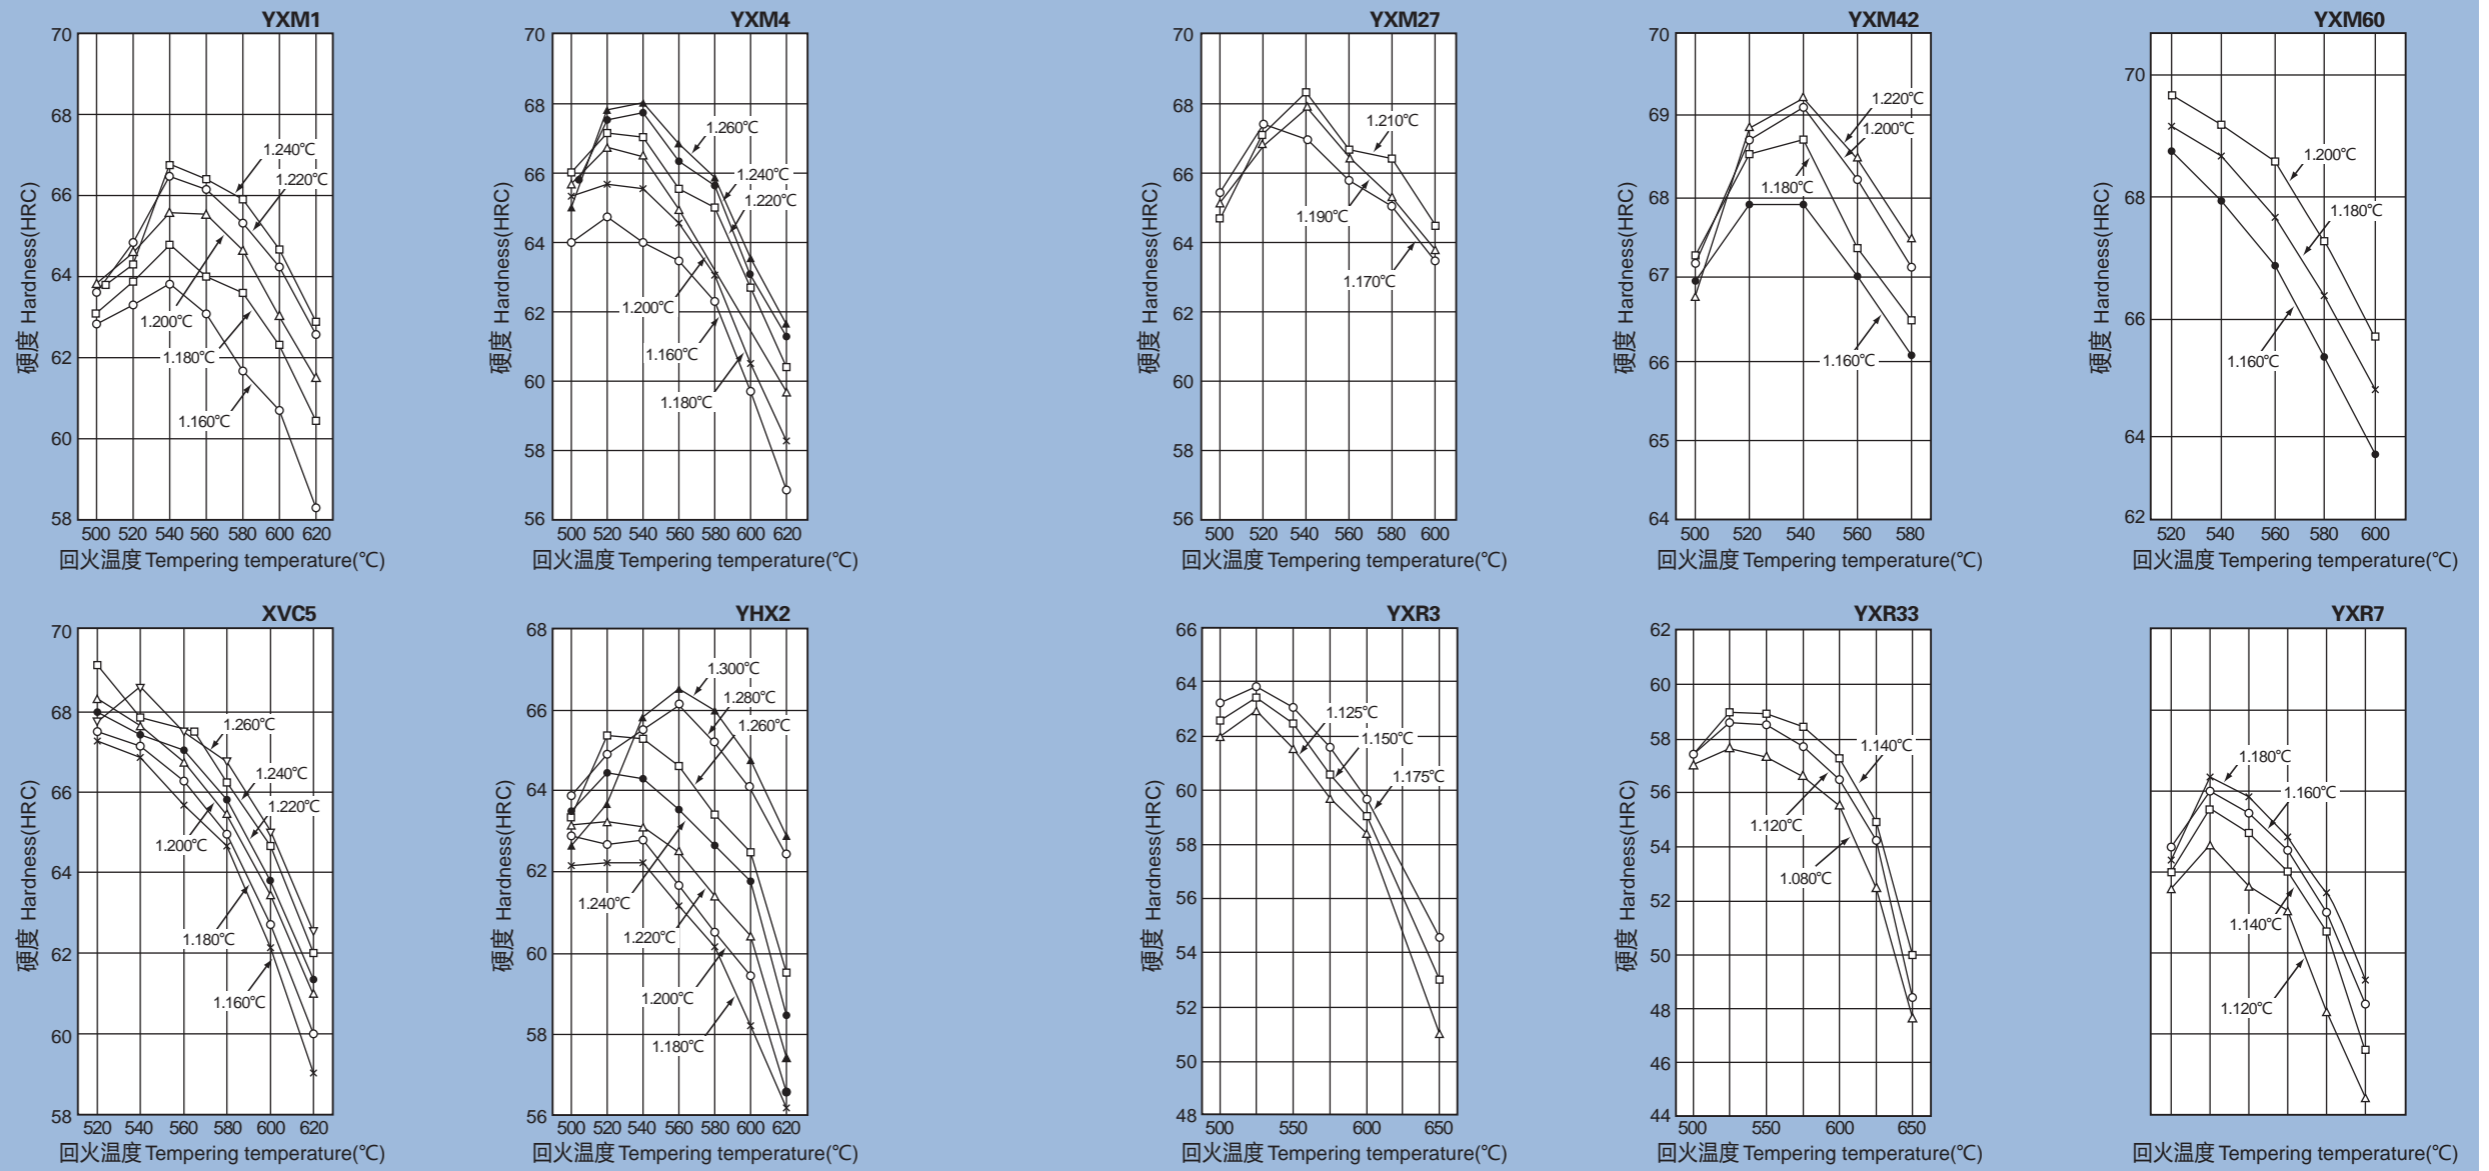 YXM1
70
68
66
64
62
60
58
硬度 Hardness(HRC)
1.240℃
1.220℃
1.200℃
1.180℃
1.160℃
500 520 540 560 580 600 620
回火温度 Tempering temperature(℃)
YXM4
70
68
66
64
62
60
58
56
硬度 Hardness(HRC)
1.260℃
1.240℃
1.220℃
1.200℃
1.160℃
1.180℃
500 520 540 560 580 600 620
回火温度 Tempering temperature(℃)
YXM27
70
68
66
64
62
60
58
56
硬度 Hardness(HRC)
1.210℃
1.190℃
1.170℃
500 520 540 560 580 600
回火温度 Tempering temperature(℃)
YXM42
70
69
68
67
66
65
64
硬度 Hardness(HRC)
1.220℃
1.200℃
1.180℃
1.160℃
500 520 540 560 580
回火温度 Tempering temperature(℃)
YXM60
70
68
66
64
62
硬度 Hardness(HRC)
1.200℃
1.180℃
1.160℃
520 540 560 580 600
回火温度 Tempering temperature(℃)
XVC5
70
68
66
64
62
60
58
硬度 Hardness(HRC)
1.260℃
1.240℃
1.220℃
1.200℃
1.180℃
1.160℃
520 540 560 580 600 620
回火温度 Tempering temperature(℃)
YHX2
68
66
64
62
60
58
56
硬度 Hardness(HRC)
1.300℃
1.280℃
1.260℃
1.240℃
1.220℃
1.200℃
1.180℃
500 520 540 560 580 600 620
回火温度 Tempering temperature(℃)
YXR3
66
64
62
60
58
56
54
52
50
48
硬度 Hardness(HRC)
1.125℃
1.150℃
1.175℃
500 550 600 650
回火温度 Tempering temperature(℃)
YXR33
62
60
58
56
54
52
50
48
46
44
硬度 Hardness(HRC)
1.140℃
1.120℃
1.080℃
500 550 600 650
回火温度 Tempering temperature(℃)
YXR7
1.180℃
1.160℃
1.140℃
1.120℃
回火温度 Tempering temperature(℃)